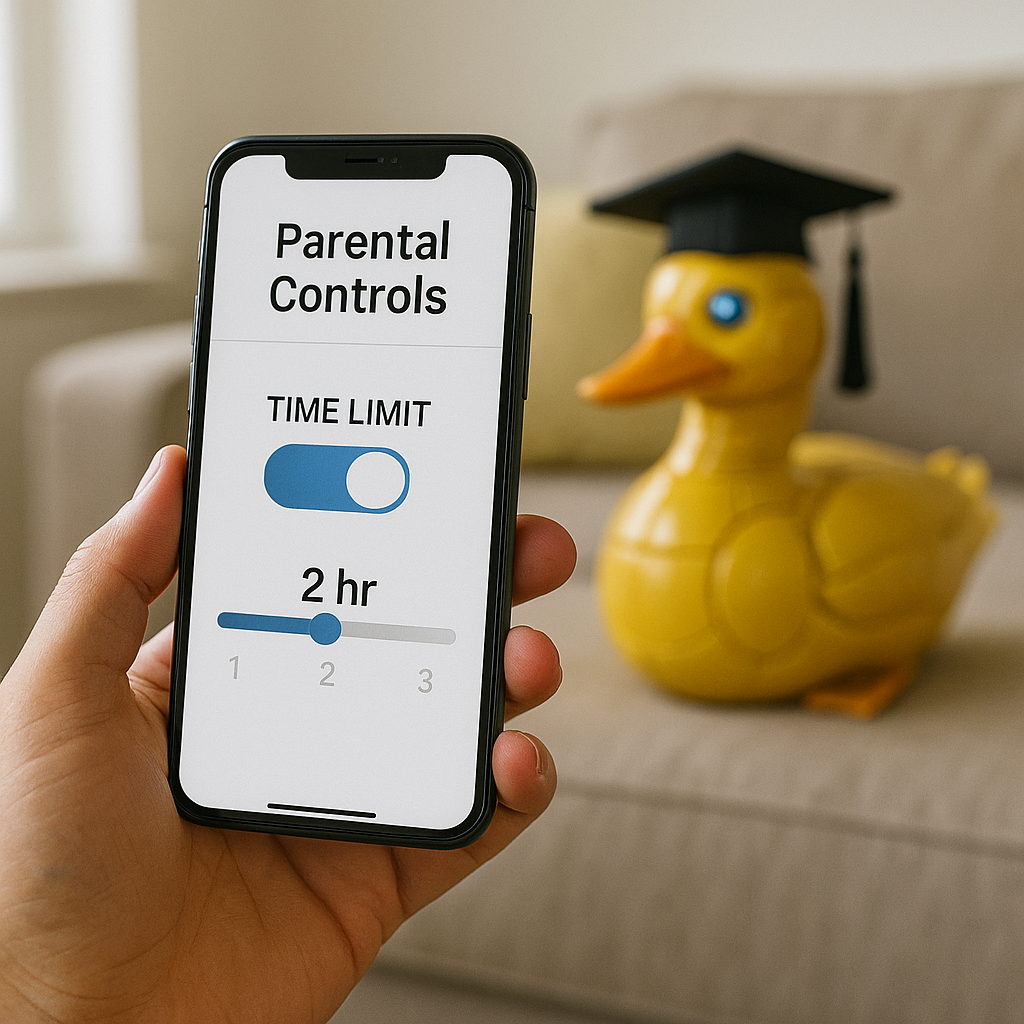 Parental
Controls
TIME LIMIT
2 hr
1 2 3